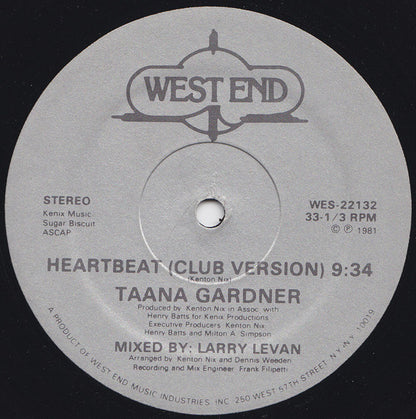 WEST END
STEREO
Kenix Music
Sugar Biscuit
ASCAP
WES-22132
33-1/3 RPM
© ℗ 1981
HEARTBEAT (CLUB VERSION) 9:34
(Kenton Nix)
TAANA GARDNER
Produced by Kenton Nix in Assoc. with
Henry Batts for Kenix Productions
Executive Producers Kenton Nix
Henry Batts and Milton A. Simpson
MIXED BY: LARRY LEVAN
Arranged by Kenton Nix and Dennis Weeden
Recording and Mix Engineer Frank Filipetti
A PRODUCT OF WEST END MUSIC INDUSTRIES INC 250 WEST 57TH STREET NY·NY 10019